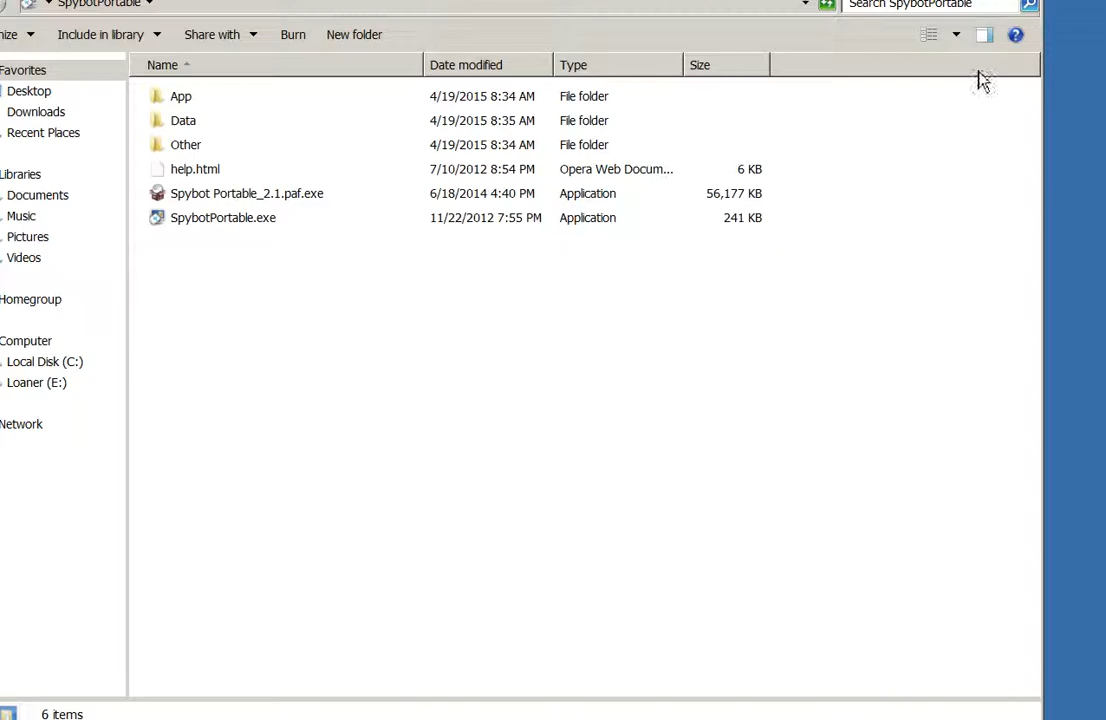 SpybotPortable
Search SpybotPortable
Include in library
Share with
Burn
New folder
Favorites
Desktop
Downloads
Recent Places
Libraries
Documents
Music
Pictures
Videos
Homegroup
Computer
Local Disk (C:)
Loaner (E:)
Network
Name
Date modified
Type
Size
App 4/19/2015 8:34 AM File folder
Data 4/19/2015 8:35 AM File folder
Other 4/19/2015 8:34 AM File folder
help.html 7/10/2012 8:54 PM Opera Web Docum... 6 KB
Spybot Portable_2.1.paf.exe 6/18/2014 4:40 PM Application 56,177 KB
SpybotPortable.exe 11/22/2012 7:55 PM Application 241 KB
6 items